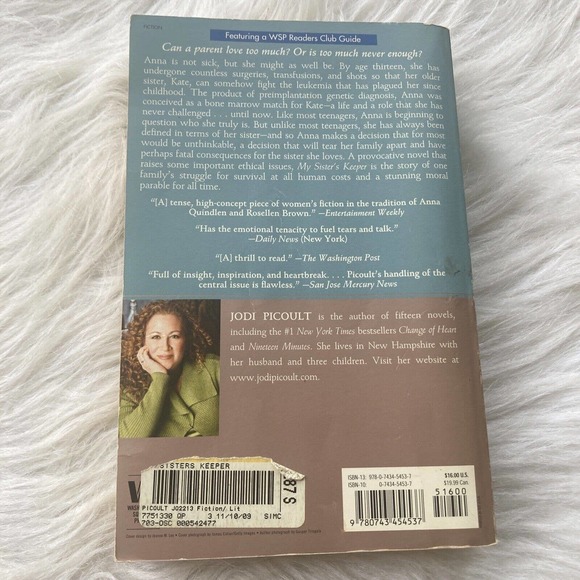 FICTION
Featuring a WSP Readers Club Guide
Can a parent love too much? Or is too much never enough?
Anna is not sick, but she might as well be. By age thirteen, she has
undergone countless surgeries, transfusions, and shots so that her older
sister, Kate, can somehow fight the leukemia that has plagued her since
childhood. The product of preimplantation genetic diagnosis, Anna was
conceived as a bone marrow match for Kate—a life and a role that she has
never challenged . . . until now. Like most teenagers, Anna is beginning to
question who she truly is. But unlike most teenagers, she has always been
defined in terms of her sister—and so Anna makes a decision that for most
would be unthinkable, a decision that will tear her family apart and have
perhaps fatal consequences for the sister she loves. A provocative novel that
raises some important ethical issues, My Sister's Keeper is the story of one
family's struggle for survival at all human costs and a stunning moral
parable for all time.
"[A] tense, high-concept piece of women's fiction in the tradition of Anna
Quindlen and Rosellen Brown." —Entertainment Weekly
"Has the emotional tenacity to fuel tears and talk."
—Daily News (New York)
"[A] thrill to read." —The Washington Post
"Full of insight, inspiration, and heartbreak. . . . Picoult's handling of the
central issue is flawless." —San Jose Mercury News
JODI PICOULT is the author of fifteen novels,
including the #1 New York Times bestsellers Change of Heart
and Nineteen Minutes. She lives in New Hampshire with
her husband and three children. Visit her website at
www.jodipicoult.com.
SISTERS KEEPER
87 S
PICOULT JQ2213 Fiction/ Lit
7751330 QP 3 11/10/09 SIMC
703-OSC 000542477
W
WASH
ISBN-13: 978-0-7434-5453-7
ISBN-10: 0-7434-5453-7
$16.00 U.S.
$19.99 Can.
51600
9 780743 454537